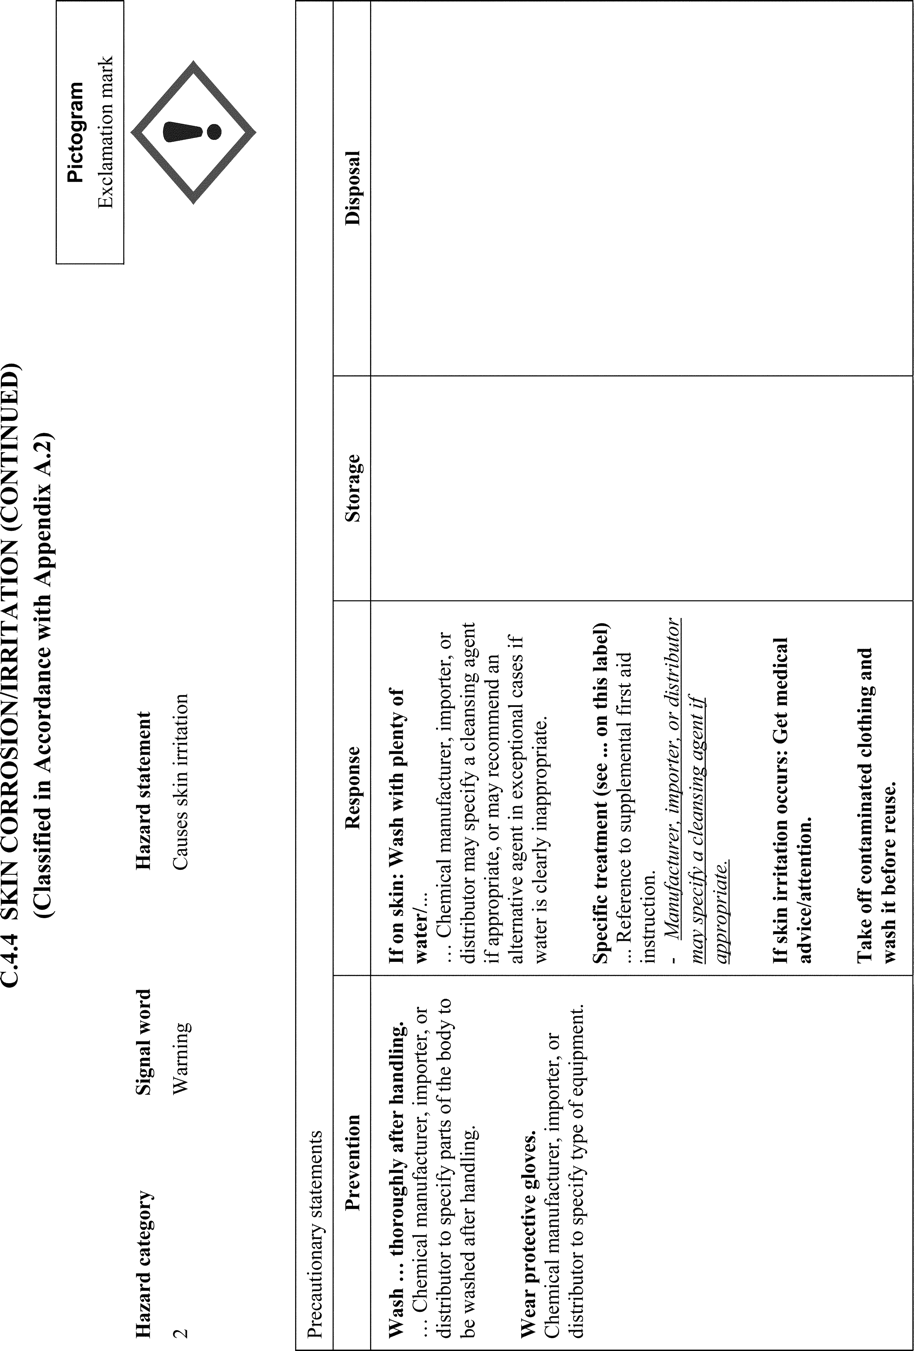 C.4.4 SKIN CORROSION/IRRITATION (CONTINUED)
(Classified in Accordance with Appendix A.2)
Pictogram
Exclamation mark
Hazard category
Signal word
Hazard statement
2
Warning
Causes skin irritation
Precautionary statements
Prevention
Response
Storage
Disposal
Wash … thoroughly after handling.
… Chemical manufacturer, importer, or
distributor to specify parts of the body to
be washed after handling.
Wear protective gloves.
Chemical manufacturer, importer, or
distributor to specify type of equipment.
If on skin: Wash with plenty of
water/...
… Chemical manufacturer, importer, or
distributor may specify a cleansing agent
if appropriate, or may recommend an
alternative agent in exceptional cases if
water is clearly inappropriate.
Specific treatment (see ... on this label)
... Reference to supplemental first aid
instruction.
- Manufacturer, importer, or distributor
may specify a cleansing agent if
appropriate.
If skin irritation occurs: Get medical
advice/attention.
Take off contaminated clothing and
wash it before reuse.